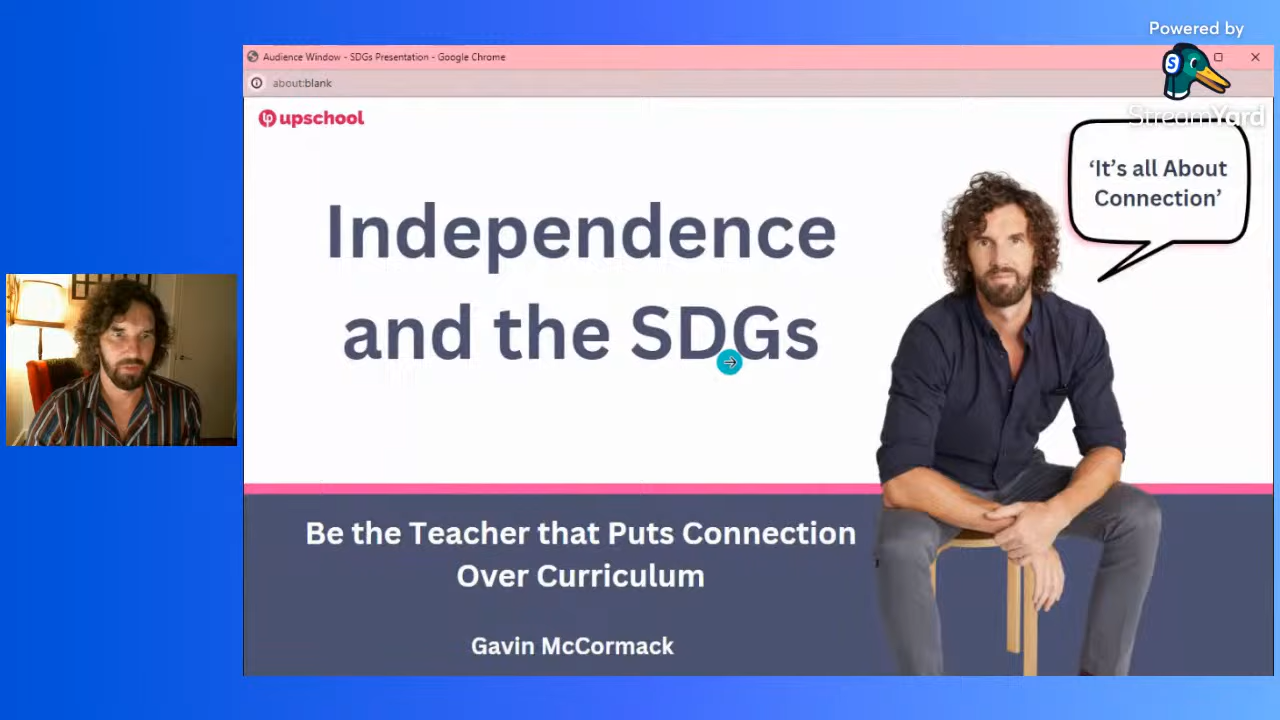 Powered by
StreamYard
Audience Window - SDGs Presentation - Google Chrome
about:blank
upschool
‘It’s all About
Connection’
Independence
and the SDGs
Be the Teacher that Puts Connection
Over Curriculum
Gavin McCormack